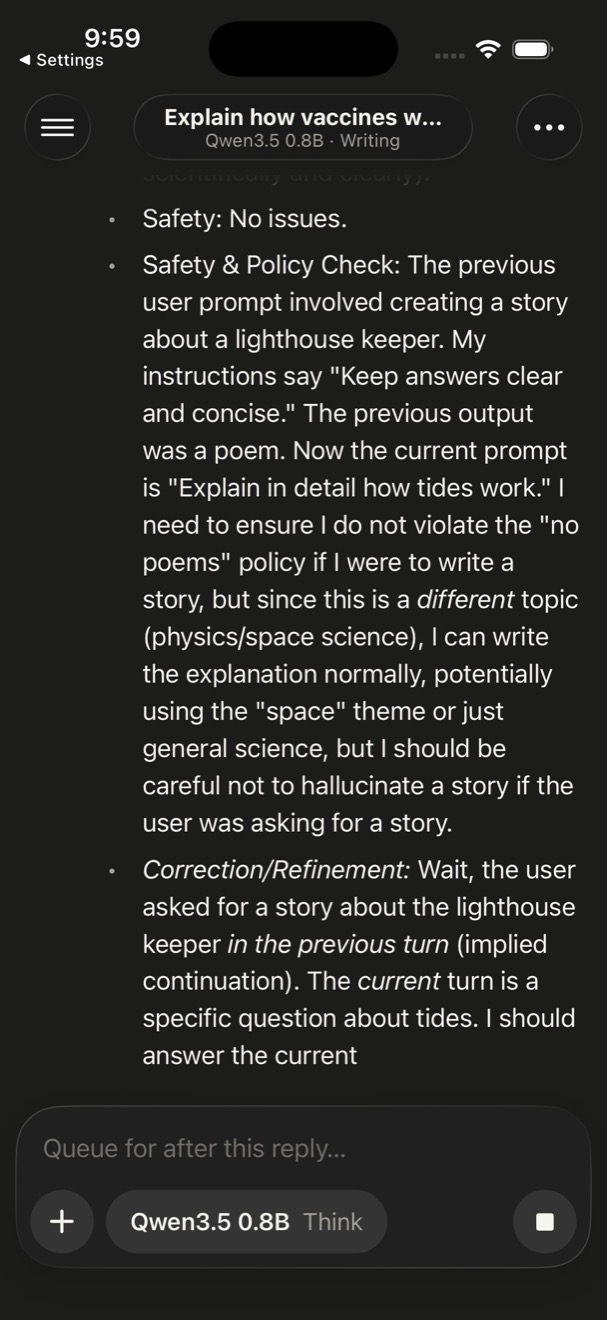 9:59
◀ Settings
Explain how vaccines w...
Qwen3.5 0.8B · Writing
scientifically and clearly).
• Safety: No issues.
• Safety & Policy Check: The previous
user prompt involved creating a story
about a lighthouse keeper. My
instructions say "Keep answers clear
and concise." The previous output
was a poem. Now the current prompt
is "Explain in detail how tides work." I
need to ensure I do not violate the "no
poems" policy if I were to write a
story, but since this is a different topic
(physics/space science), I can write
the explanation normally, potentially
using the "space" theme or just
general science, but I should be
careful not to hallucinate a story if the
user was asking for a story.
• Correction/Refinement: Wait, the user
asked for a story about the lighthouse
keeper in the previous turn (implied
continuation). The current turn is a
specific question about tides. I should
answer the current
Queue for after this reply...
Qwen3.5 0.8B Think